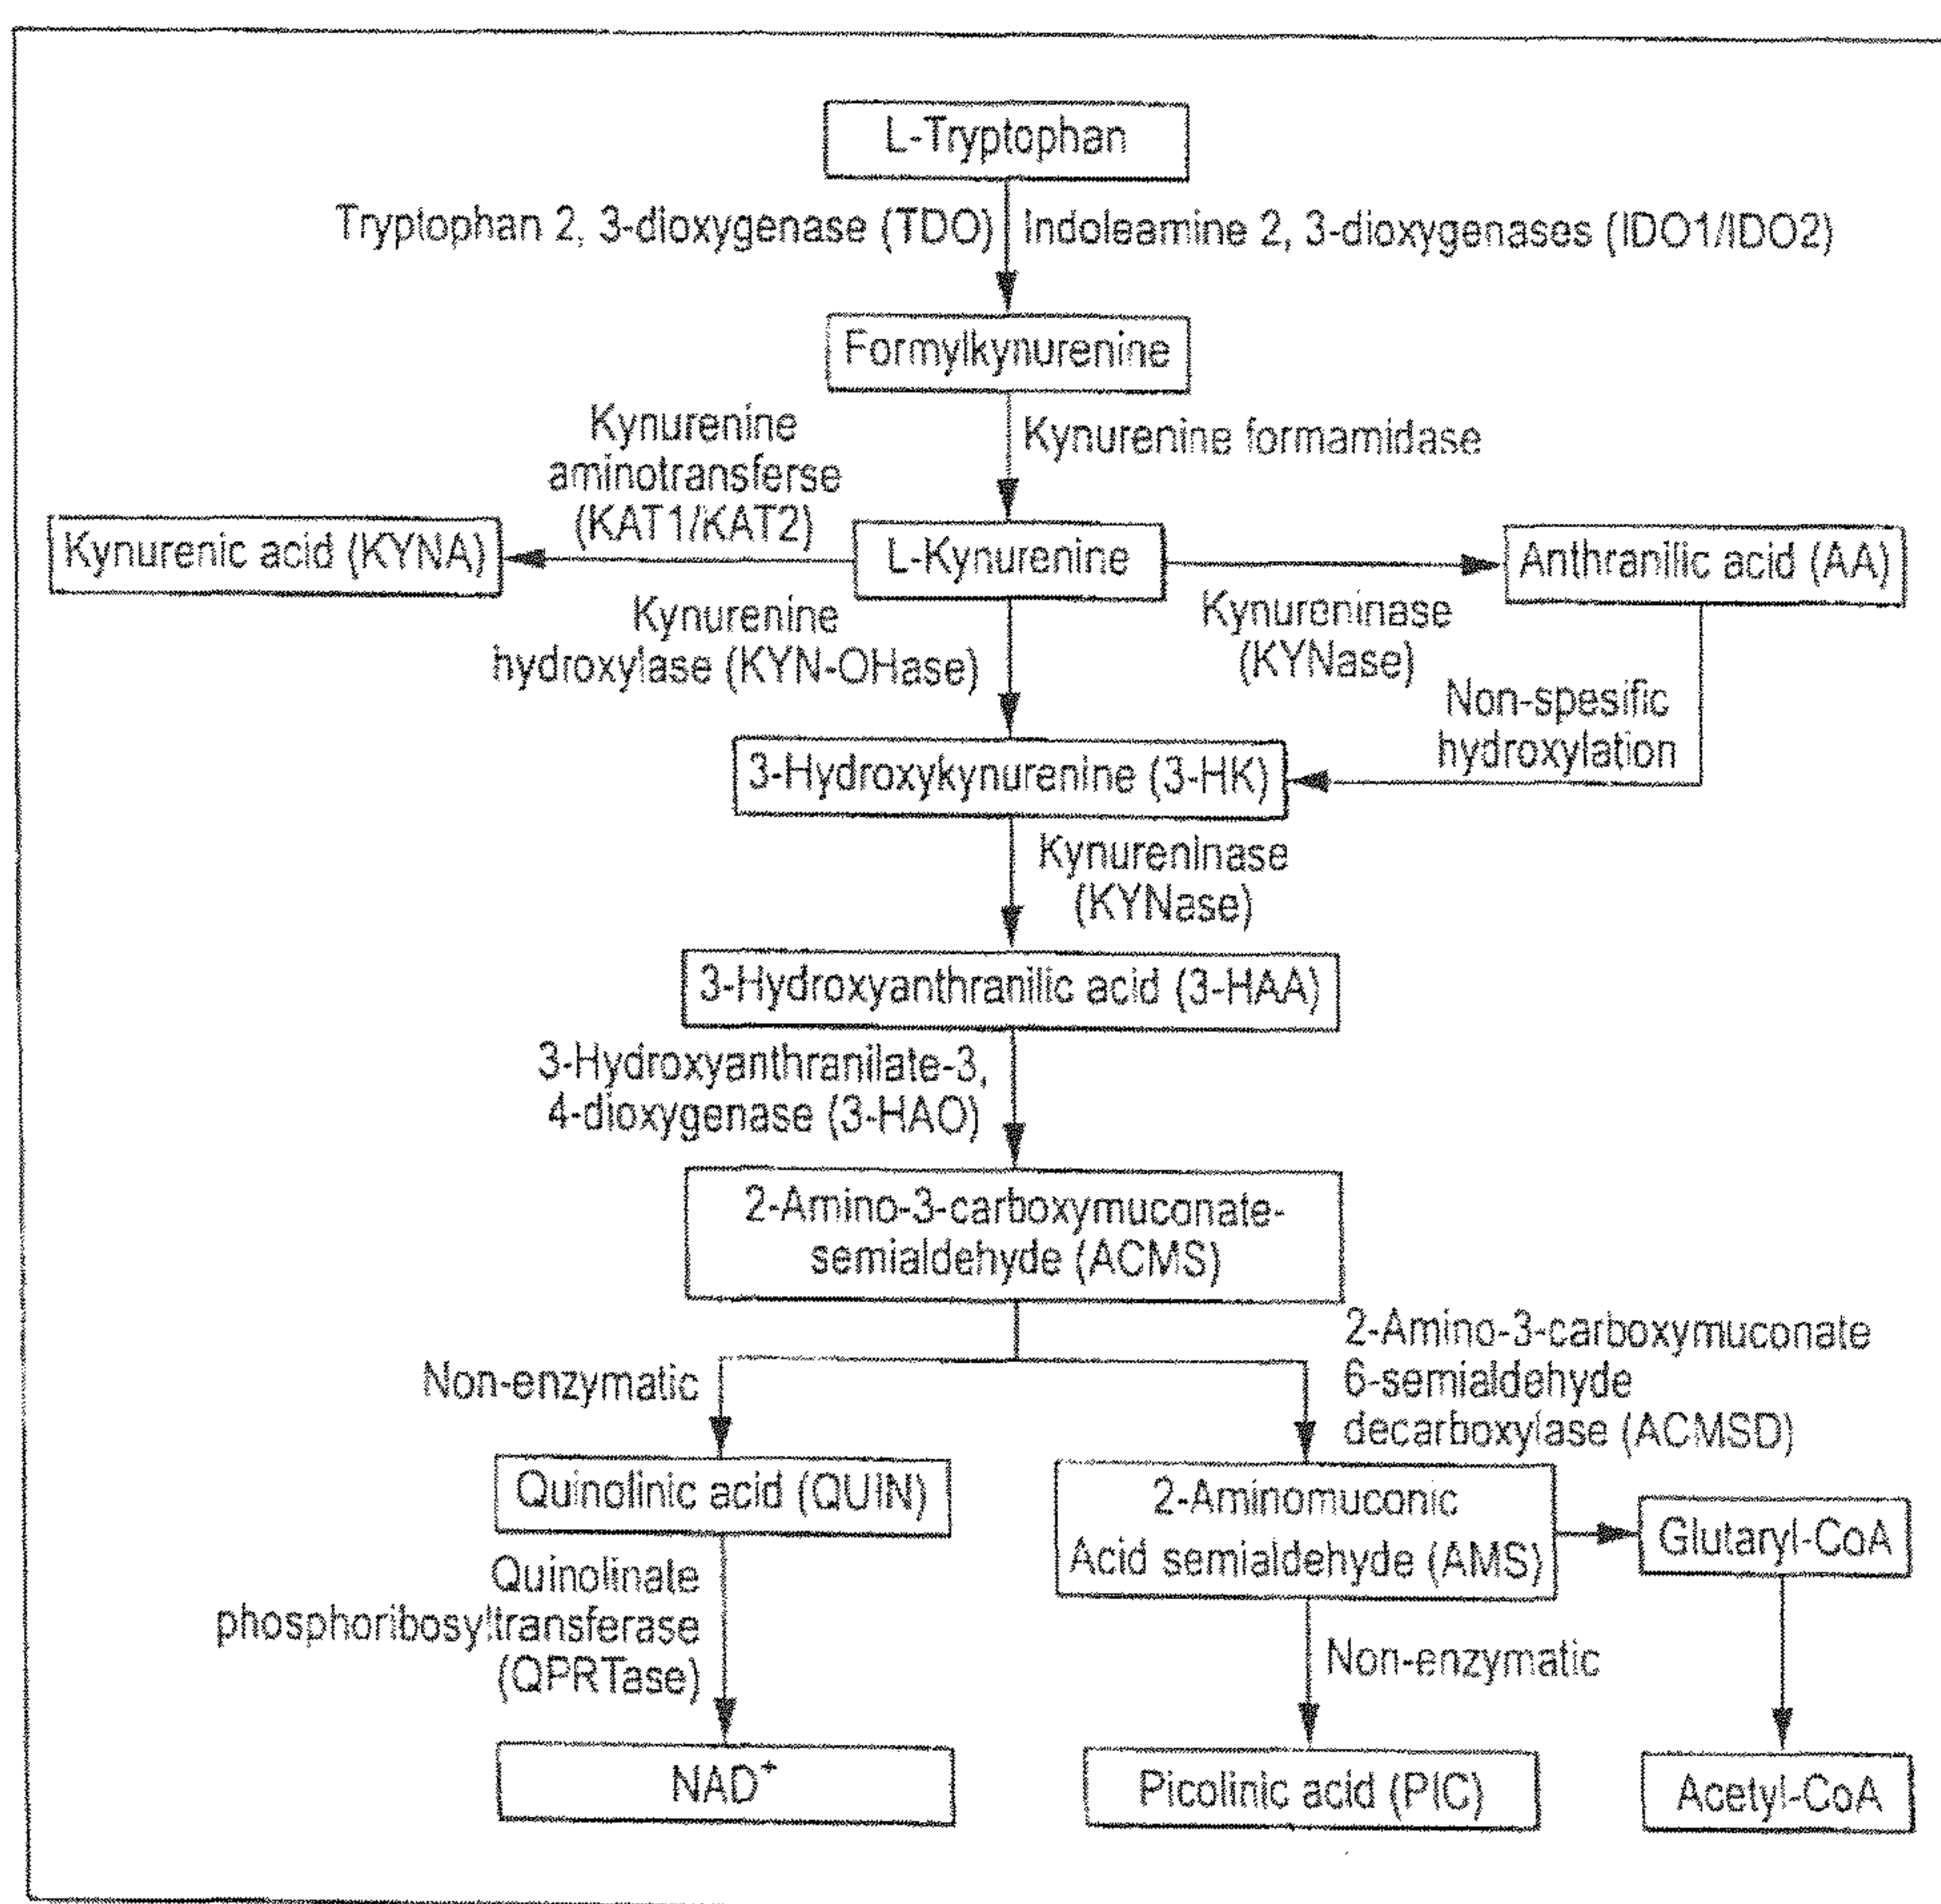 L-Tryptophan
Tryptophan 2, 3-dioxygenase (TDO)
Indoleamine 2, 3-dioxygenases (IDO1/IDO2)
Formylkynurenine
Kynurenine
aminotransferse
(KAT1/KAT2)
Kynurenine formamidase
Kynurenic acid (KYNA)
L-Kynurenine
Anthranilic acid (AA)
Kynurenine
hydroxylase (KYN-OHase)
Kynureninase
(KYNase)
Non-spesific
hydroxylation
3-Hydroxykynurenine (3-HK)
Kynureninase
(KYNase)
3-Hydroxyanthranilic acid (3-HAA)
3-Hydroxyanthranilate-3,
4-dioxygenase (3-HAO)
2-Amino-3-carboxymuconate-
semialdehyde (ACMS)
Non-enzymatic
2-Amino-3-carboxymuconate
6-semialdehyde
decarboxylase (ACMSD)
Quinolinic acid (QUIN)
2-Aminomuconic
Acid semialdehyde (AMS)
Glutaryl-CoA
Quinolinate
phosphoribosyltransferase
(QPRTase)
Non-enzymatic
NAD⁺
Picolinic acid (PIC)
Acetyl-CoA